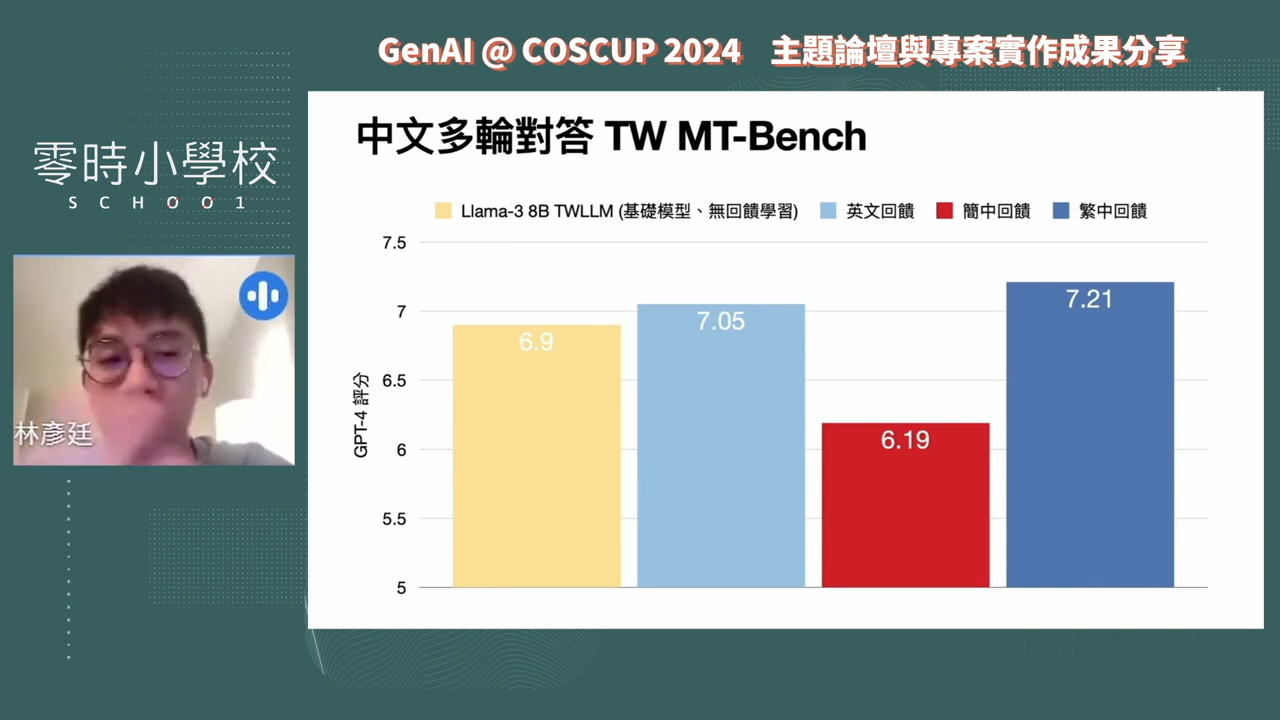 GenAI @ COSCUP 2024 主題論壇與專案實作成果分享
零時小學校
SCHOO1
林彥廷
中文多輪對答 TW MT-Bench
Llama-3 8B TWLLM (基礎模型、無回饋學習)
英文回饋
簡中回饋
繁中回饋
GPT-4 評分
7.5
7
6.5
6
5.5
5
6.9
7.05
6.19
7.21